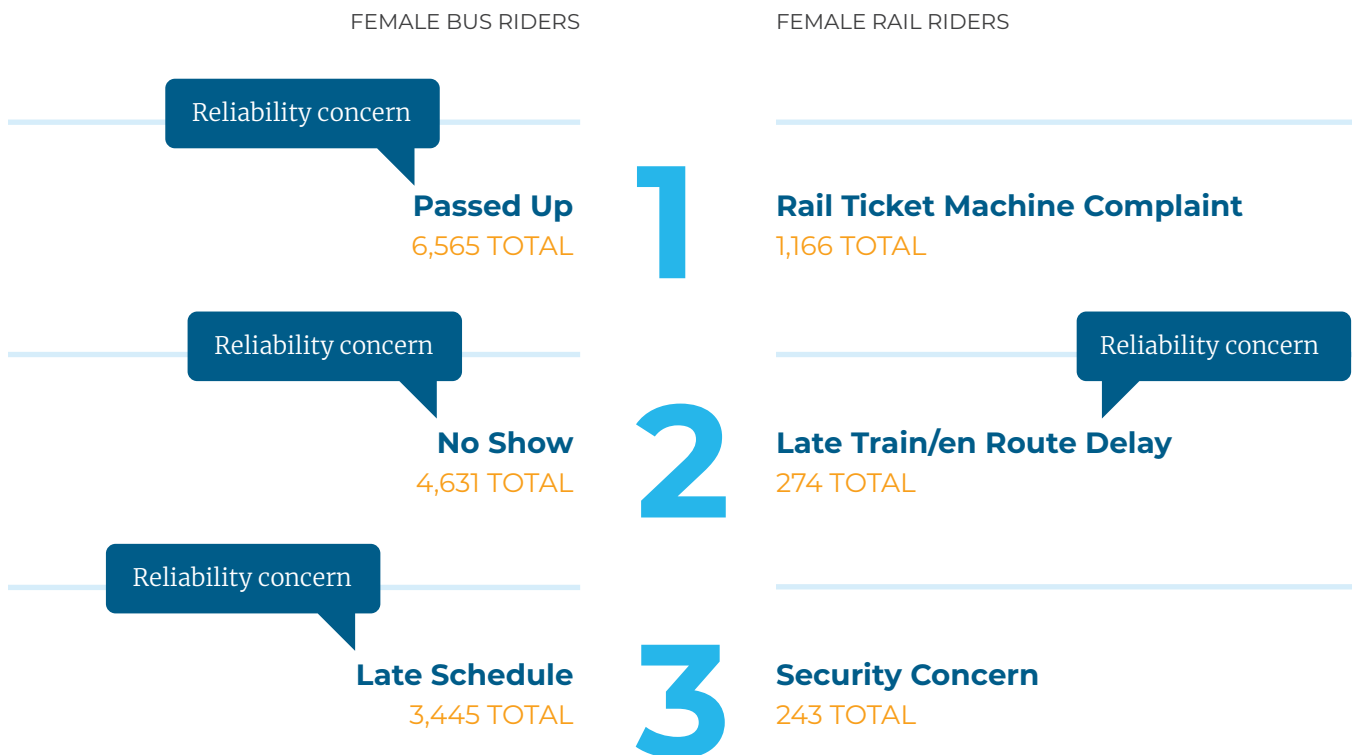 FEMALE BUS RIDERS
FEMALE RAIL RIDERS
Reliability concern
Passed Up
6,565 TOTAL
1
Rail Ticket Machine Complaint
1,166 TOTAL
Reliability concern
No Show
4,631 TOTAL
2
Reliability concern
Late Train/en Route Delay
274 TOTAL
Reliability concern
Late Schedule
3,445 TOTAL
3
Security Concern
243 TOTAL